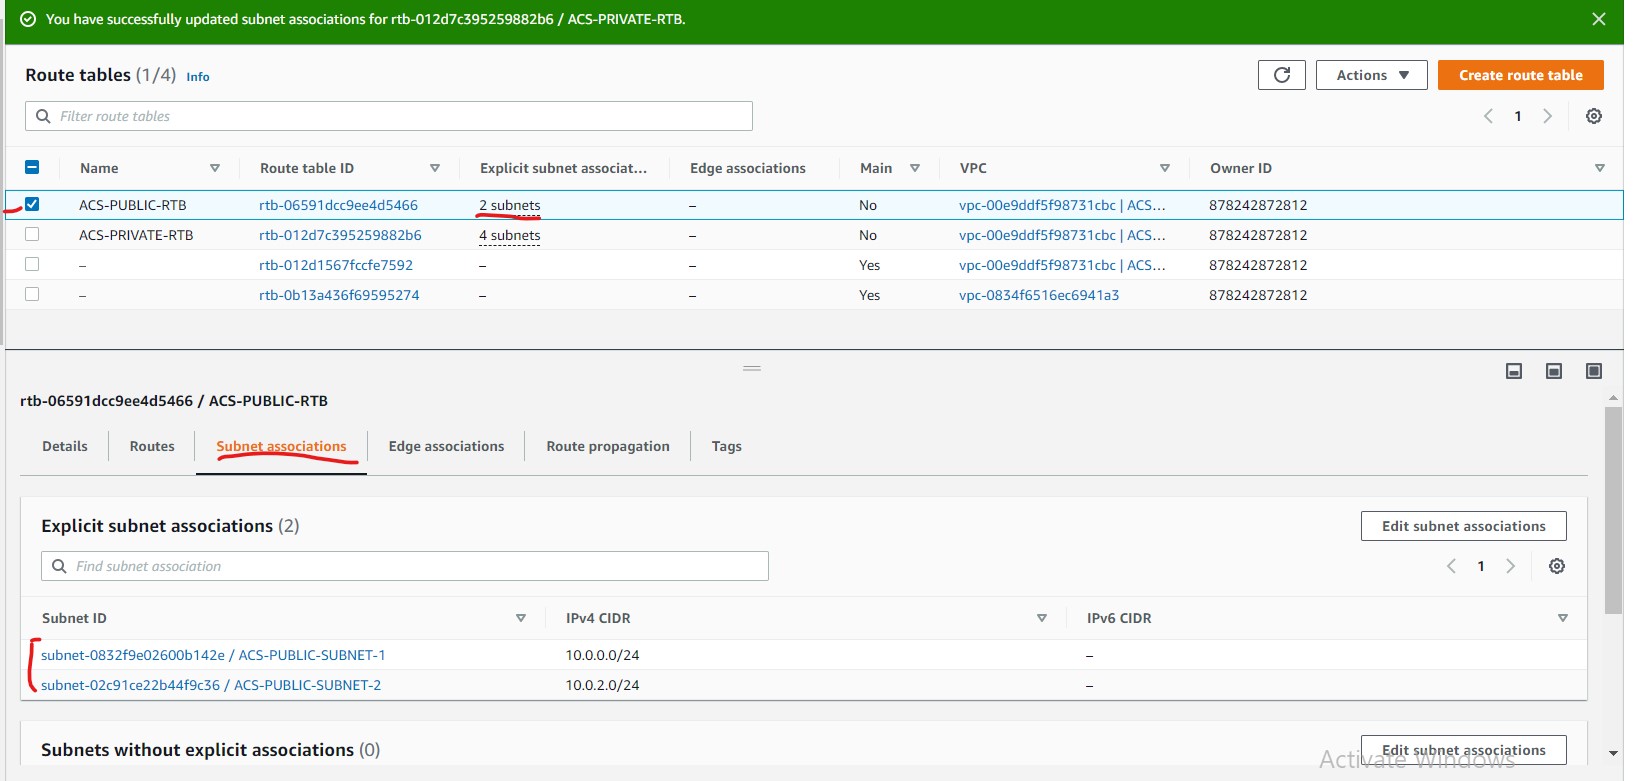 You have successfully updated subnet associations for rtb-012d7c395259882b6 / ACS-PRIVATE-RTB.
Route tables (1/4) Info
Actions
Create route table
Filter route tables
1
Name Route table ID Explicit subnet associat... Edge associations Main VPC Owner ID
ACS-PUBLIC-RTB rtb-06591dcc9ee4d5466 2 subnets – No vpc-00e9ddf5f98731cbc | ACS... 878242872812
ACS-PRIVATE-RTB rtb-012d7c395259882b6 4 subnets – No vpc-00e9ddf5f98731cbc | ACS... 878242872812
– rtb-012d1567fccfe7592 – – Yes vpc-00e9ddf5f98731cbc | ACS... 878242872812
– rtb-0b13a436f69595274 – – Yes vpc-0834f6516ec6941a3 878242872812
rtb-06591dcc9ee4d5466 / ACS-PUBLIC-RTB
Details Routes Subnet associations Edge associations Route propagation Tags
Explicit subnet associations (2)
Edit subnet associations
Find subnet association
1
Subnet ID IPv4 CIDR IPv6 CIDR
subnet-0832f9e02600b142e / ACS-PUBLIC-SUBNET-1 10.0.0.0/24 –
subnet-02c91ce22b44f9c36 / ACS-PUBLIC-SUBNET-2 10.0.2.0/24 –
Subnets without explicit associations (0)
Edit subnet associations
Activate Windows